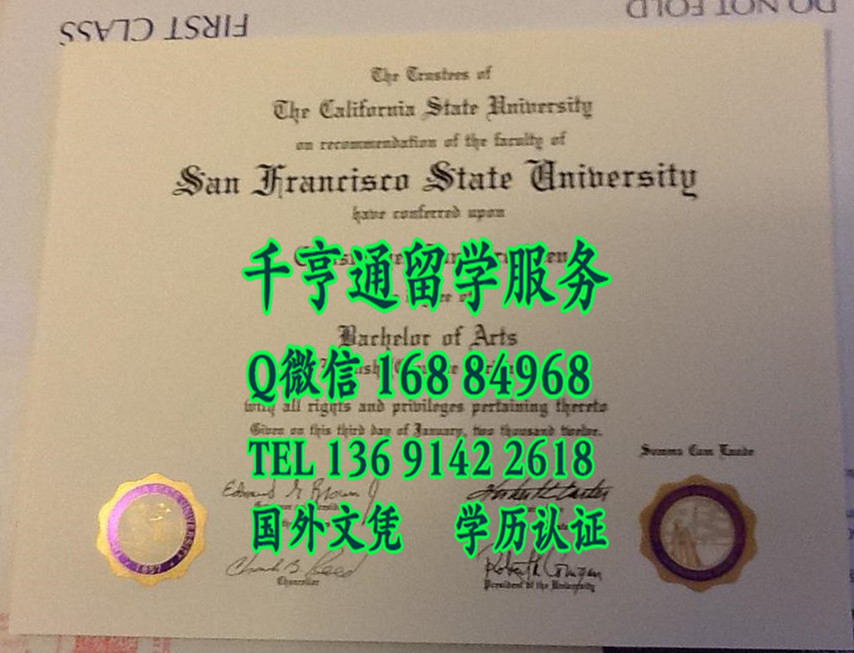 FIRST CLASS
DO NOT FOLD
The Trustees of
The California State University
on recommendation of the faculty of
San Francisco State University
have conferred upon
千亨通留学服务
Bachelor of Arts
Q微信 168 84968
with all rights and privileges pertaining thereto
Given on this third day of January, two thousand twelve.
Summa Cum Laude
TEL 136 9142 2618
国外文凭 学历认证
Chancellor
President of the University